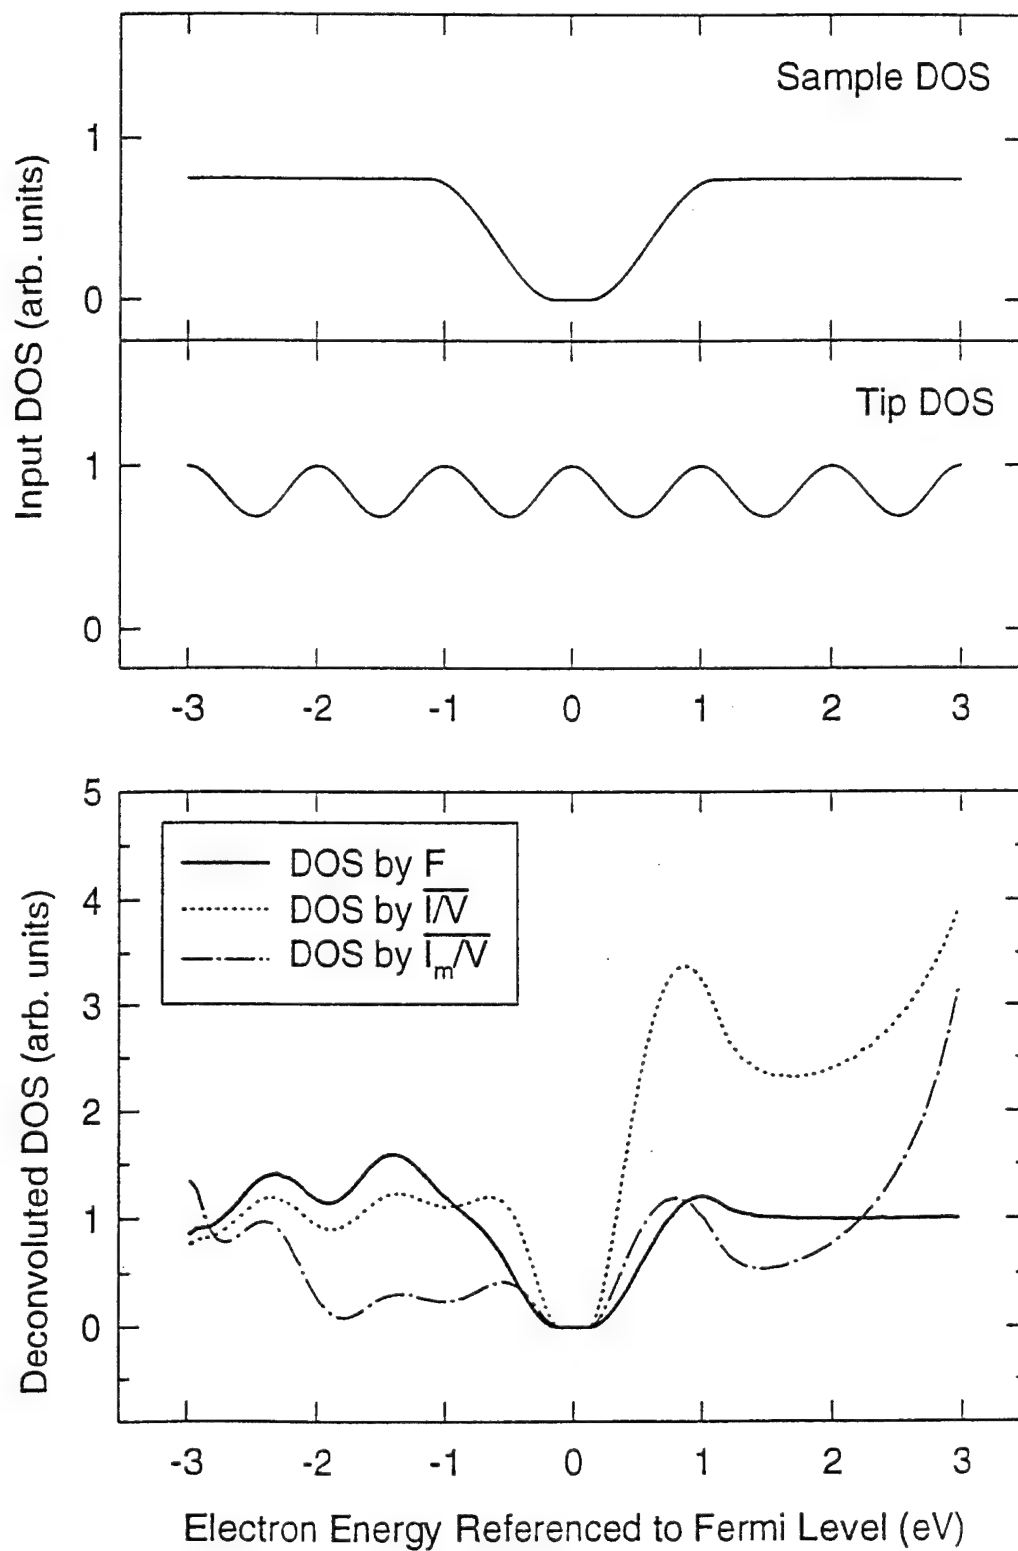 Sample DOS
1
0
Input DOS (arb. units)
Tip DOS
1
0
-3 -2 -1 0 1 2 3
5
4
3
2
1
0
Deconvoluted DOS (arb. units)
DOS by F
DOS by I/V
DOS by Im/V
-3 -2 -1 0 1 2 3
Electron Energy Referenced to Fermi Level (eV)